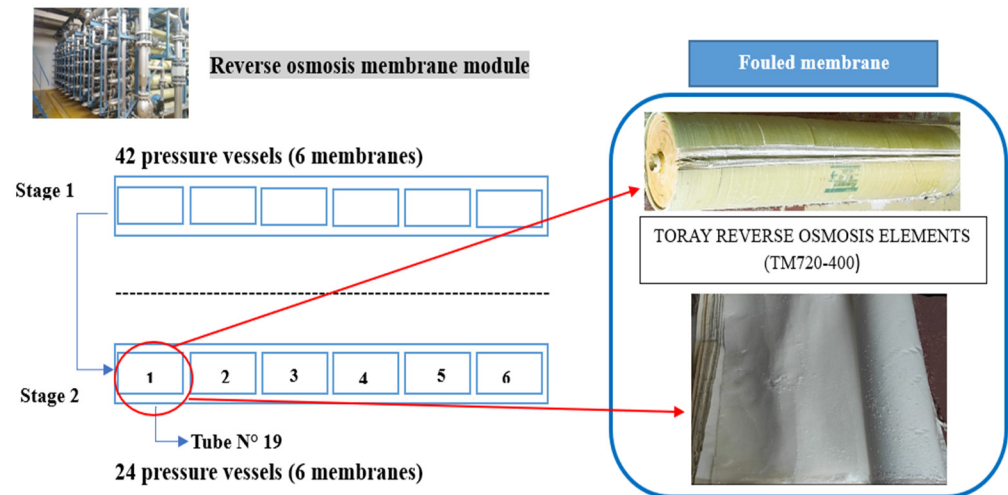 Reverse osmosis membrane module
Fouled membrane
42 pressure vessels (6 membranes)
Stage 1
TORAY REVERSE OSMOSIS ELEMENTS
(TM720-400)
1 2 3 4 5 6
Stage 2
Tube N° 19
24 pressure vessels (6 membranes)